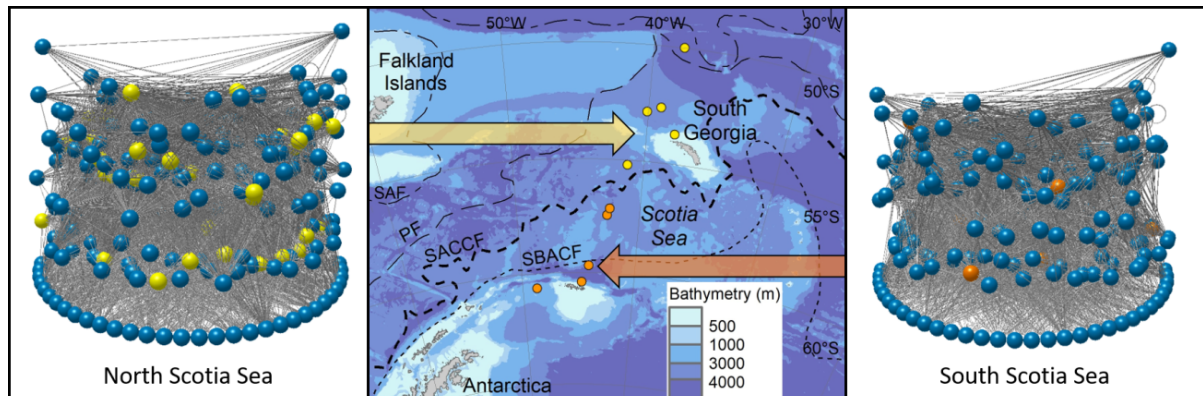 50°W
40°W
30°W
Falkland
Islands
50°S
South
Georgia
SAF
PF
SACCF
Scotia
Sea
55°S
SBACF
Bathymetry (m)
500
1000
3000
4000
60°S
Antarctica
North Scotia Sea
South Scotia Sea